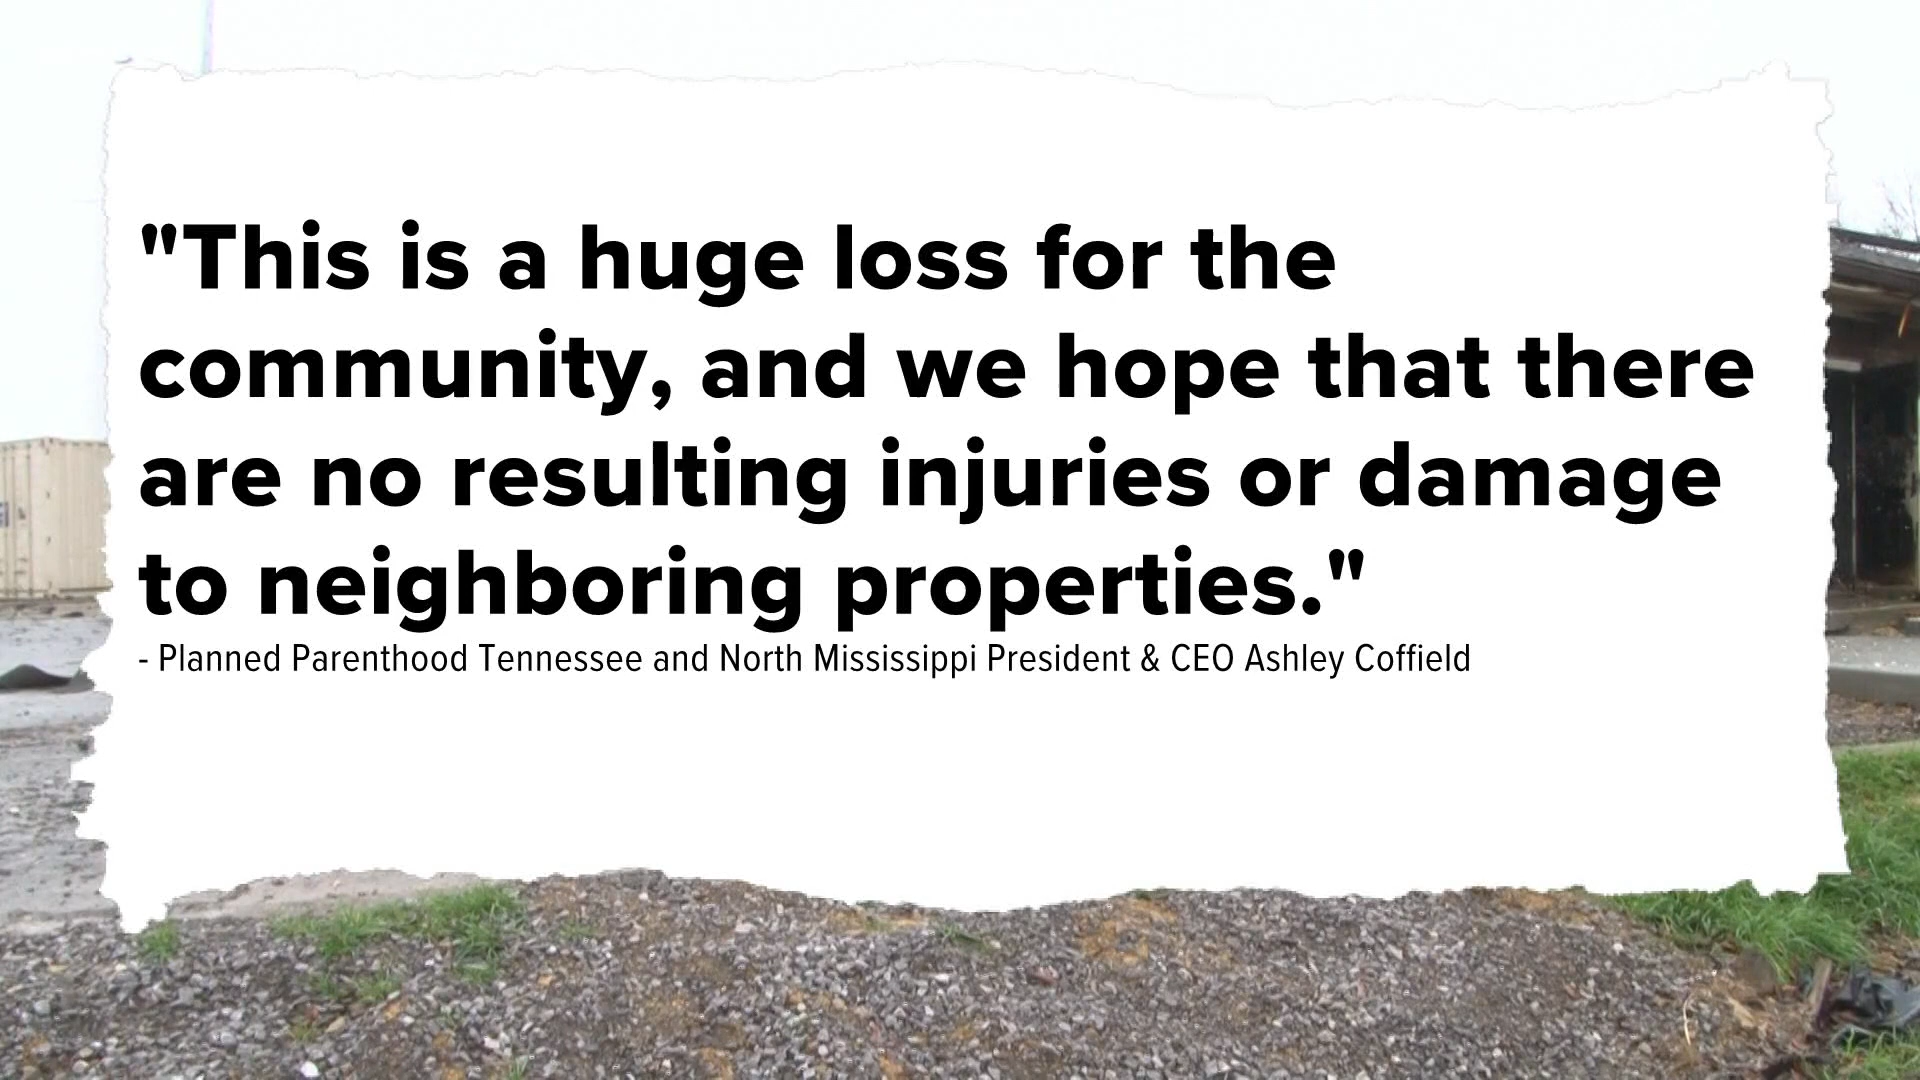 "This is a huge loss for the
community, and we hope that there
are no resulting injuries or damage
to neighboring properties."
- Planned Parenthood Tennessee and North Mississippi President & CEO Ashley Coffield